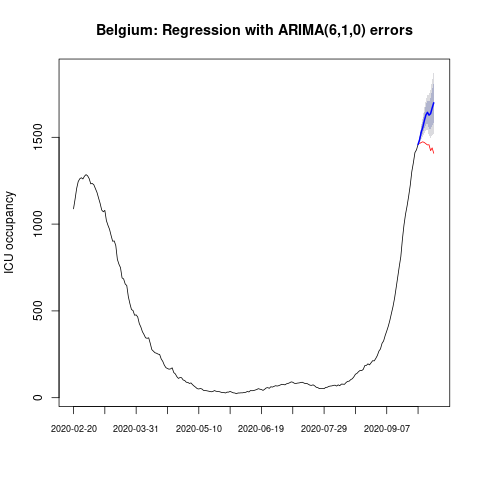 Belgium: Regression with ARIMA(6,1,0) errors
ICU occupancy
1500
1000
500
0
2020-02-20 2020-03-31 2020-05-10 2020-06-19 2020-07-29 2020-09-07